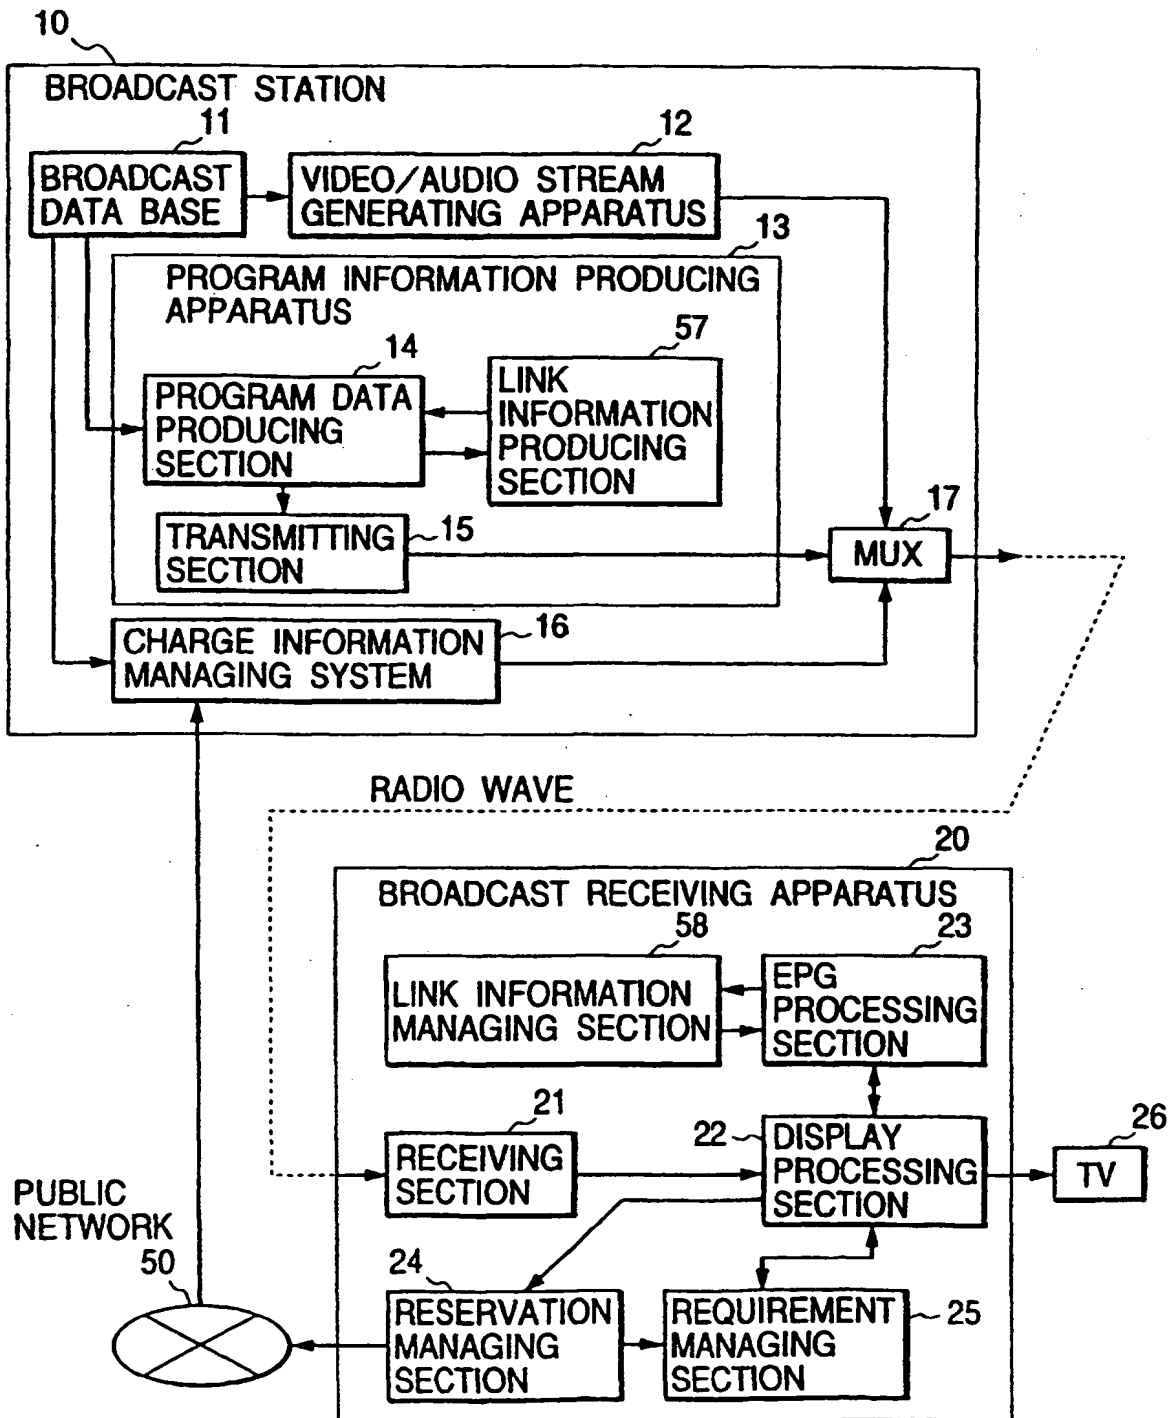 10
BROADCAST STATION
11
BROADCAST
DATA BASE
12
VIDEO/AUDIO STREAM
GENERATING APPARATUS
13
PROGRAM INFORMATION PRODUCING
APPARATUS
14
PROGRAM DATA
PRODUCING
SECTION
57
LINK
INFORMATION
PRODUCING
SECTION
15
TRANSMITTING
SECTION
17
MUX
16
CHARGE INFORMATION
MANAGING SYSTEM
RADIO WAVE
20
BROADCAST RECEIVING APPARATUS
58
LINK INFORMATION
MANAGING SECTION
23
EPG
PROCESSING
SECTION
21
RECEIVING
SECTION
22
DISPLAY
PROCESSING
SECTION
26
TV
PUBLIC
NETWORK
50
24
RESERVATION
MANAGING
SECTION
REQUIREMENT
MANAGING
SECTION
25